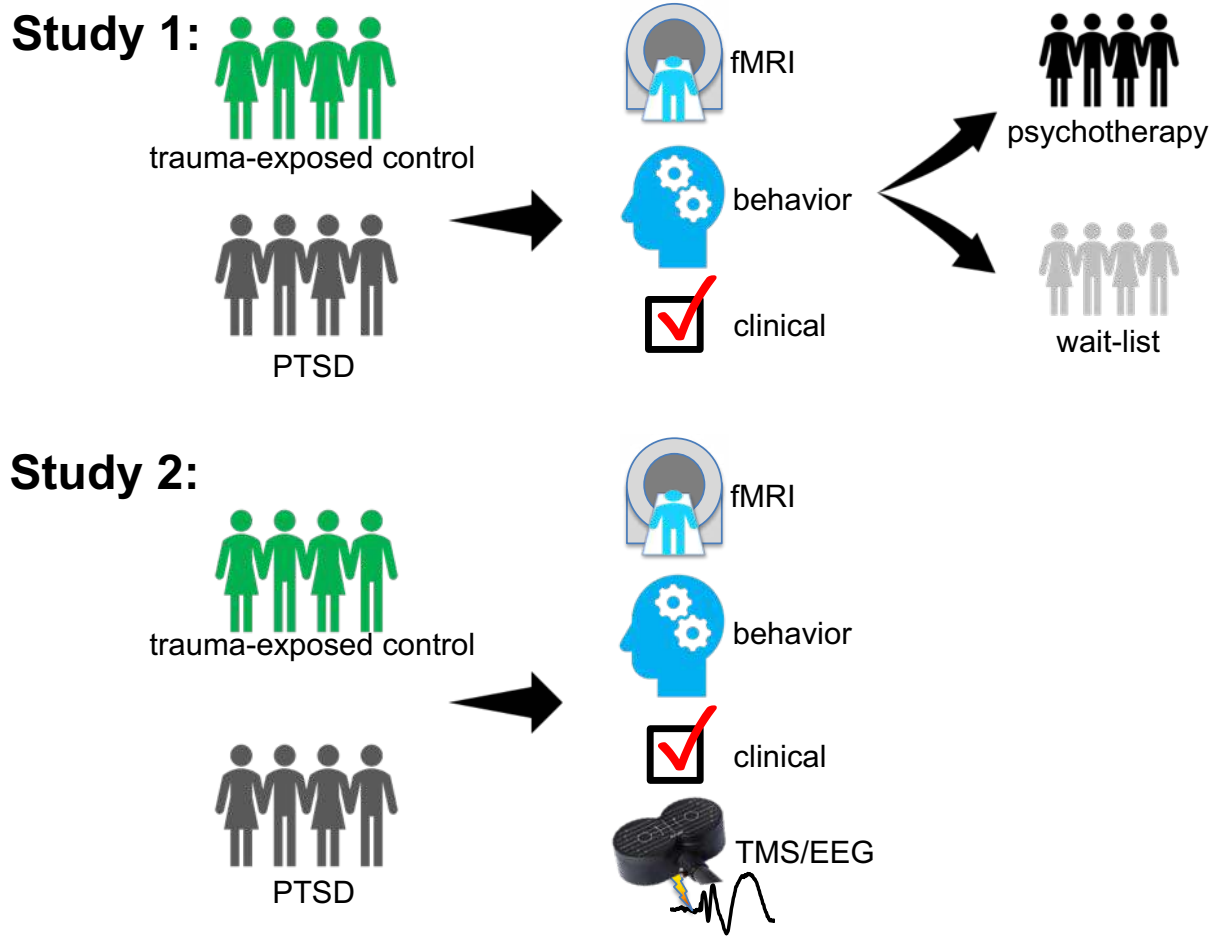 Study 1:
trauma-exposed control
PTSD
fMRI
behavior
clinical
psychotherapy
wait-list
Study 2:
trauma-exposed control
PTSD
fMRI
behavior
clinical
TMS/EEG